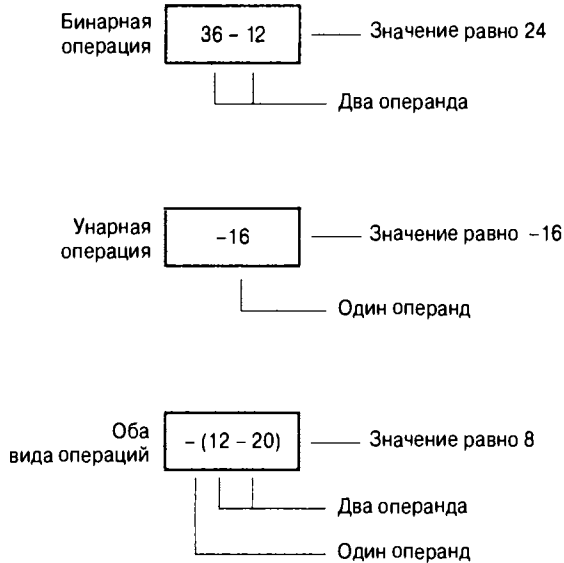 Бинарная
операция
36 – 12
Значение равно 24
Два операнда
Унарная
операция
–16
Значение равно –16
Один операнд
Оба
вида операций
– (12 – 20)
Значение равно 8
Два операнда
Один операнд